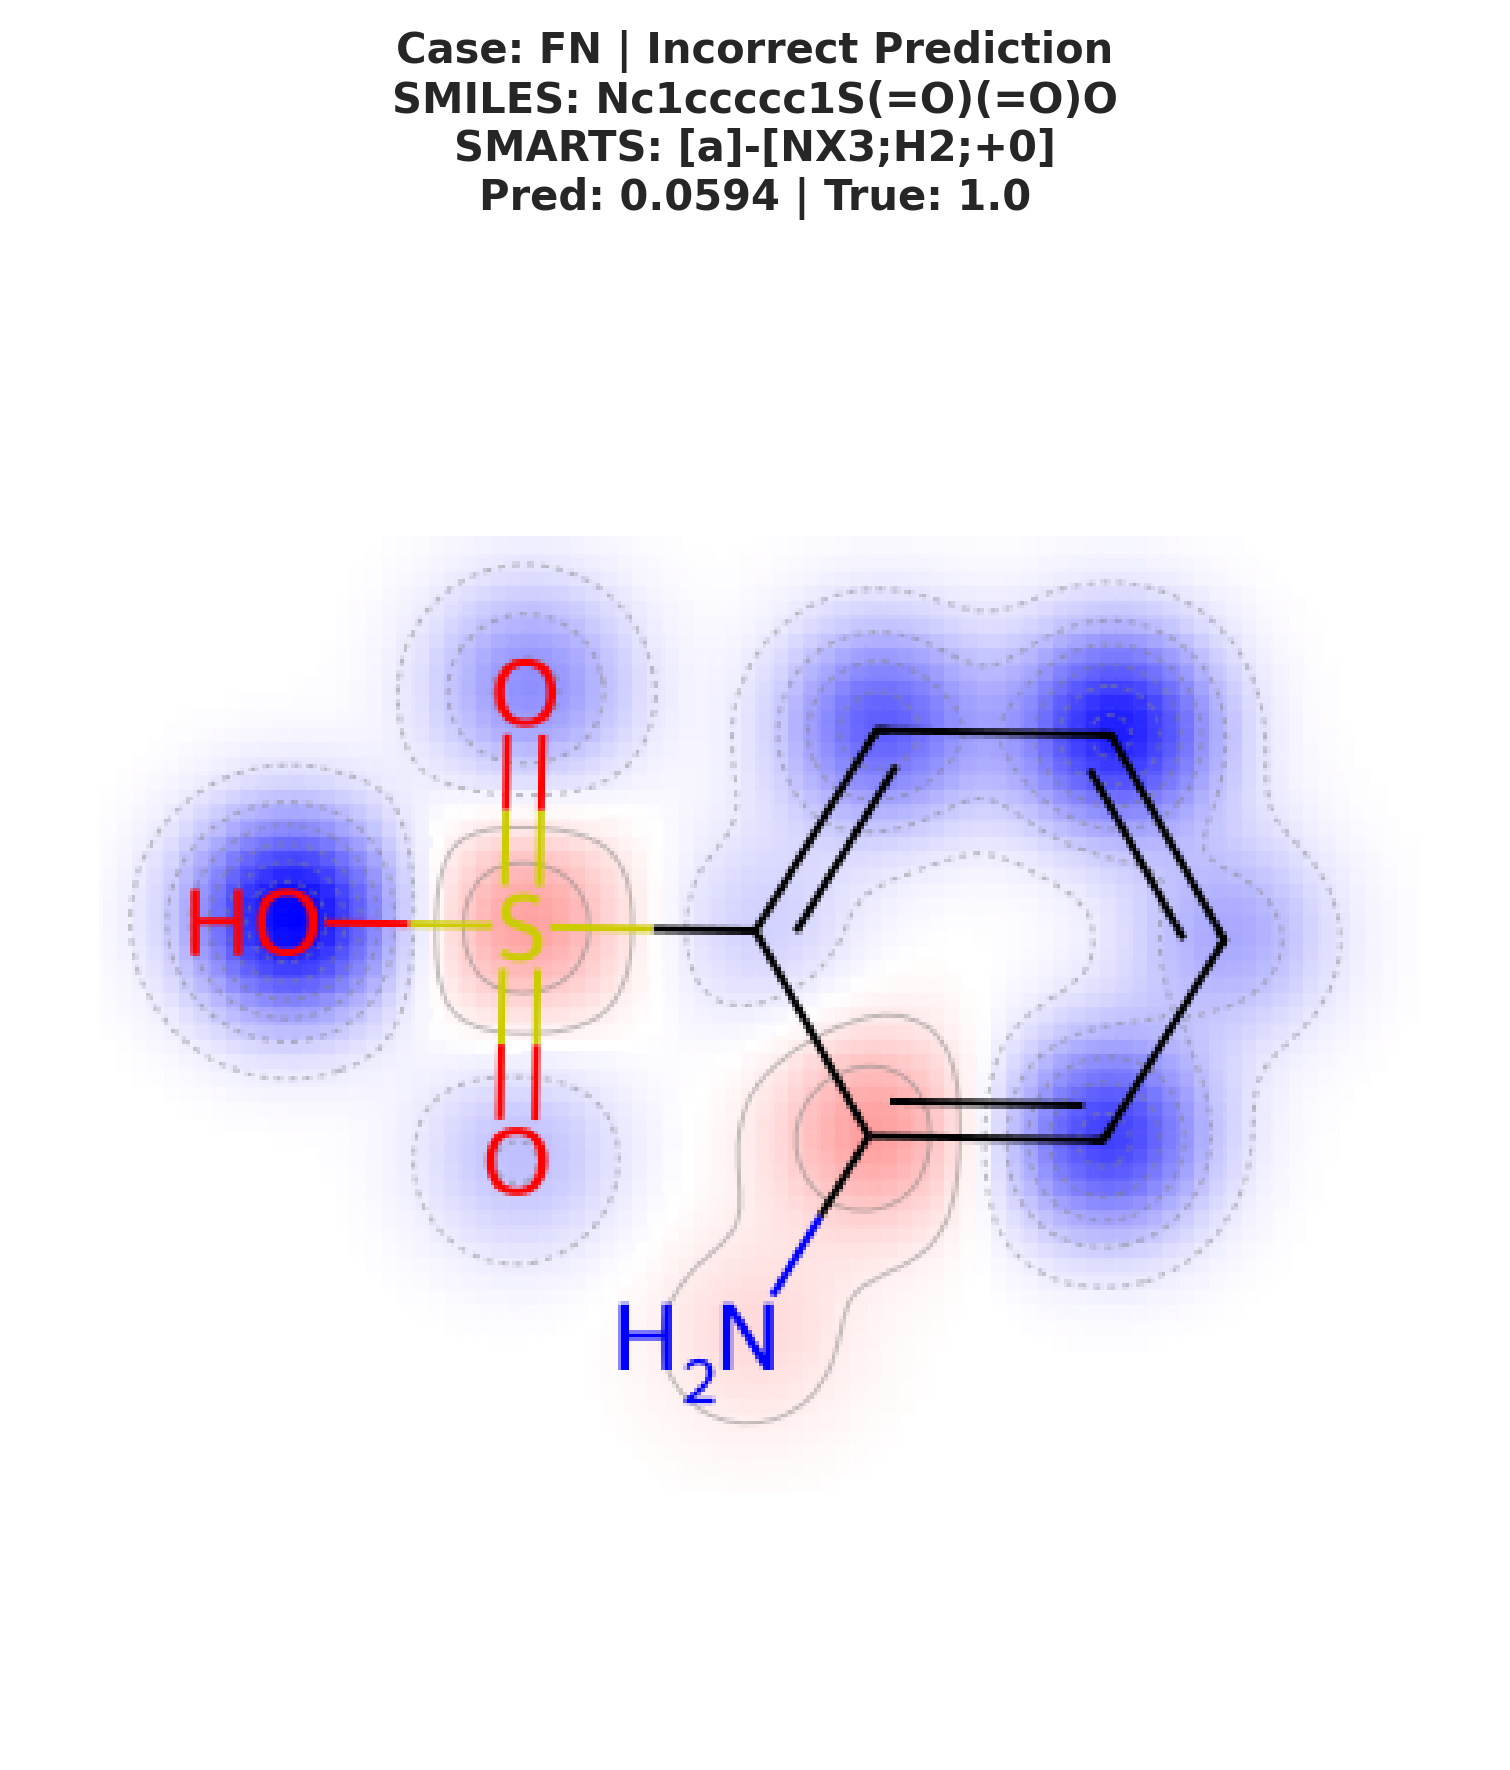 Case: FN | Incorrect Prediction
SMILES: Nc1ccccc1S(=O)(=O)O
SMARTS: [a]-[NX3;H2;+0]
Pred: 0.0594 | True: 1.0
O
HO S
O
H2N